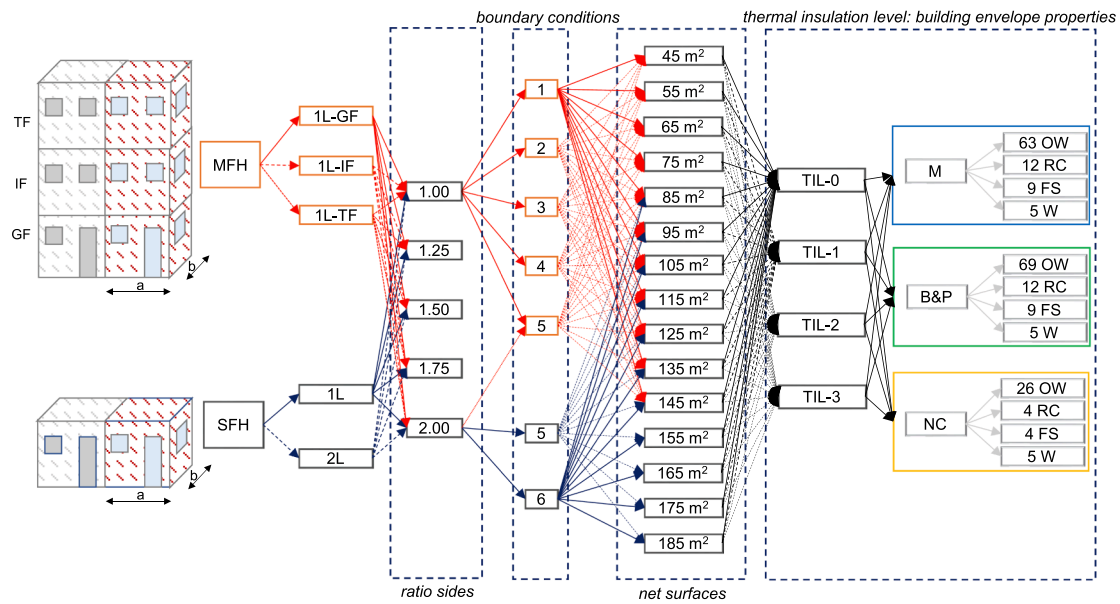 boundary conditions
thermal insulation level: building envelope properties
TF
IF
GF
b
a
MFH
1L-GF
1L-IF
1L-TF
b
a
SFH
1L
2L
1.00
1.25
1.50
1.75
2.00
ratio sides
1
2
3
4
5
5
6
45 m²
55 m²
65 m²
75 m²
85 m²
95 m²
105 m²
115 m²
125 m²
135 m²
145 m²
155 m²
165 m²
175 m²
185 m²
net surfaces
TIL-0
TIL-1
TIL-2
TIL-3
M
63 OW
12 RC
9 FS
5 W
B&P
69 OW
12 RC
9 FS
5 W
NC
26 OW
4 RC
4 FS
5 W